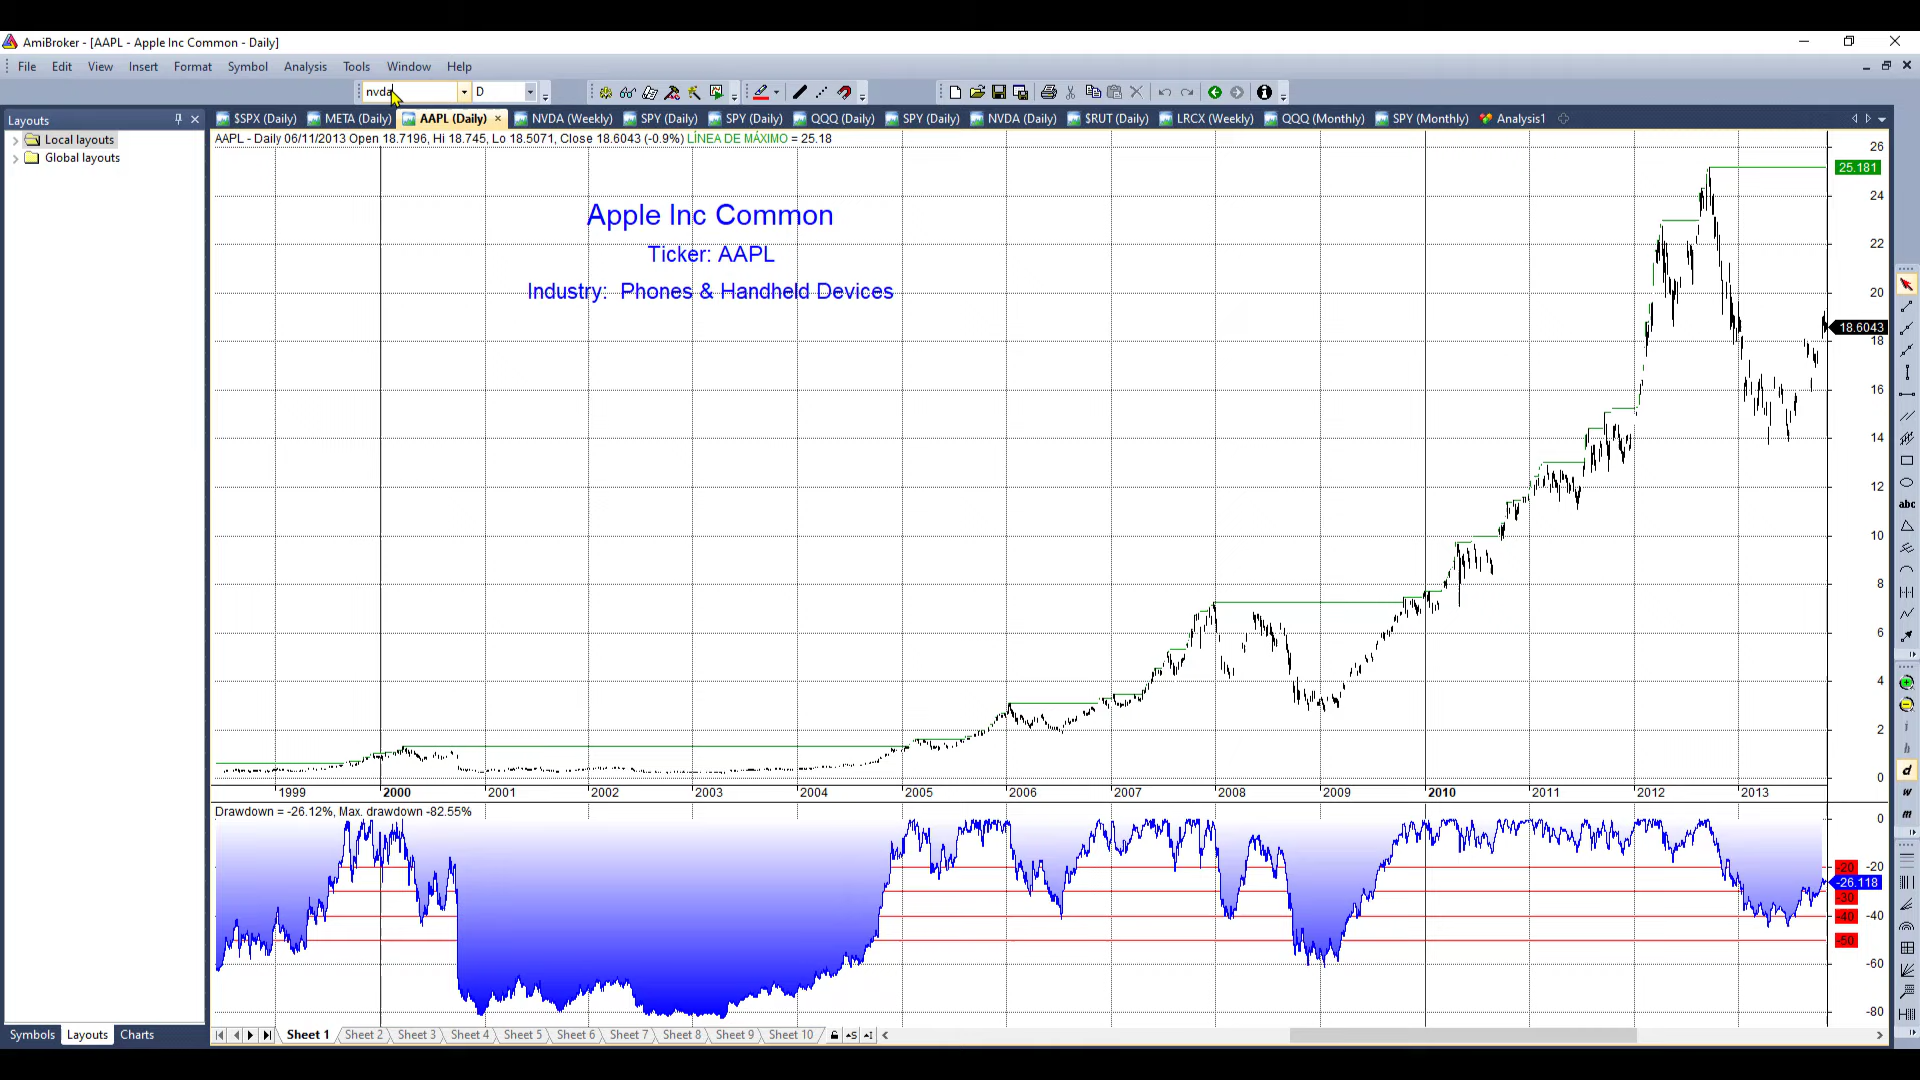 AmiBroker - [AAPL - Apple Inc Common - Daily]
File Edit View Insert Format Symbol Analysis Tools Window Help
nvda D
Layouts
Local layouts
Global layouts
$SPX (Daily) META (Daily) AAPL (Daily) NVDA (Weekly) SPY (Daily) SPY (Daily) QQQ (Daily) SPY (Daily) NVDA (Daily) $RUT (Daily) LRCX (Weekly) QQQ (Monthly) SPY (Monthly) Analysis1
AAPL - Daily 06/11/2013 Open 18.7196, Hi 18.745, Lo 18.5071, Close 18.6043 (-0.9%) LÍNEA DE MÁXIMO = 25.18
Apple Inc Common
Ticker: AAPL
Industry: Phones & Handheld Devices
26
25.181
24
22
20
18.6043
18
16
14
12
10
8
6
4
2
0
1999 2000 2001 2002 2003 2004 2005 2006 2007 2008 2009 2010 2011 2012 2013
Drawdown = -26.12%, Max. drawdown -82.55%
0
-20 -20
-26.118
-30
-40 -40
-50
-60
-80
abc
i
h
d
w
m
Symbols Layouts Charts
Sheet 1 Sheet 2 Sheet 3 Sheet 4 Sheet 5 Sheet 6 Sheet 7 Sheet 8 Sheet 9 Sheet 10